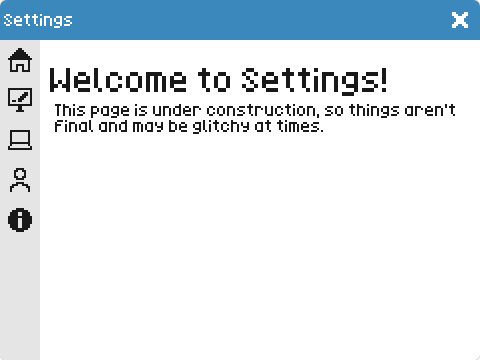 Settings
Welcome to Settings!
This page is under construction, so things aren't
final and may be glitchy at times.